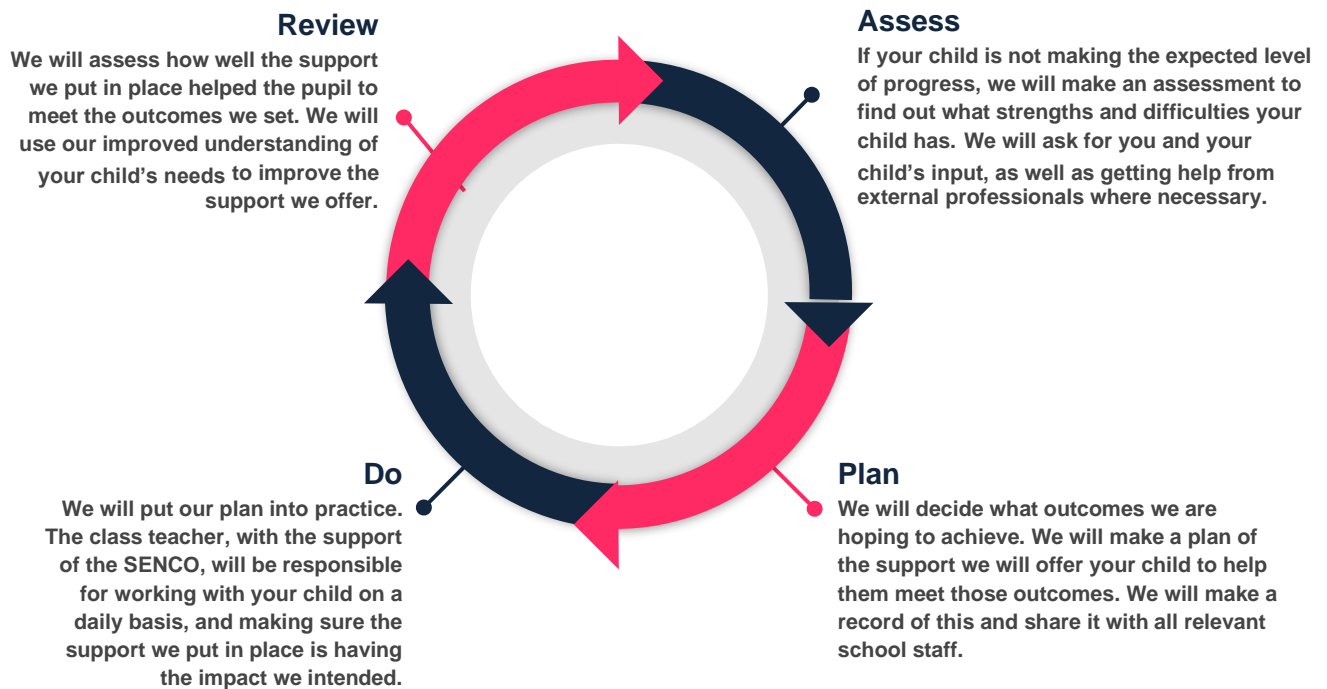 Review
We will assess how well the support
we put in place helped the pupil to
meet the outcomes we set. We will
use our improved understanding of
your child’s needs to improve the
support we offer.
Assess
If your child is not making the expected level
of progress, we will make an assessment to
find out what strengths and difficulties your
child has. We will ask for you and your
child’s input, as well as getting help from
external professionals where necessary.
Do
We will put our plan into practice.
The class teacher, with the support
of the SENCO, will be responsible
for working with your child on a
daily basis, and making sure the
support we put in place is having
the impact we intended.
Plan
We will decide what outcomes we are
hoping to achieve. We will make a plan of
the support we will offer your child to help
them meet those outcomes. We will make a
record of this and share it with all relevant
school staff.